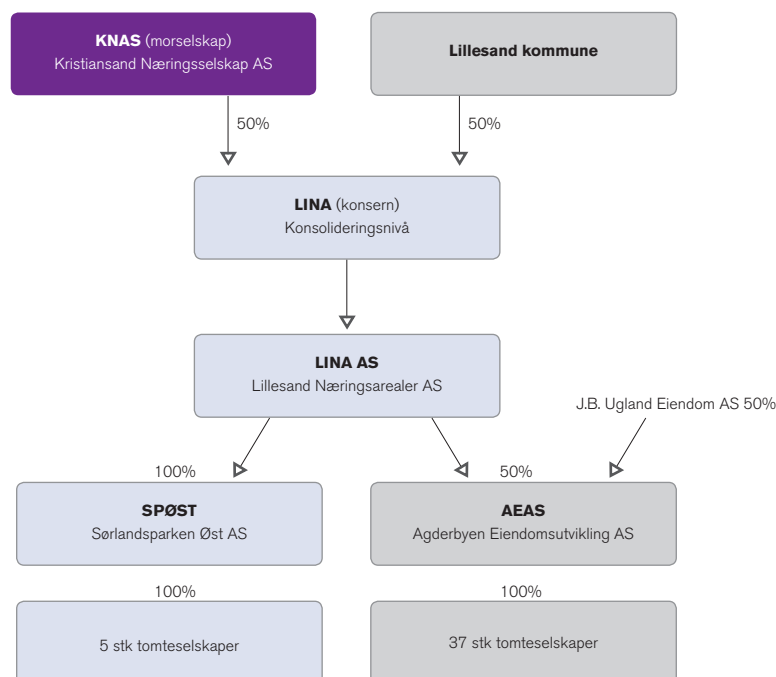 KNAS (morselskap)
Kristiansand Næringsselskap AS
Lillesand kommune
50%
50%
LINA (konsern)
Konsolideringsnivå
LINA AS
Lillesand Næringsarealer AS
J.B. Ugland Eiendom AS 50%
100%
50%
SPØST
Sørlandsparken Øst AS
AEAS
Agderbyen Eiendomsutvikling AS
100%
100%
5 stk tomteselskaper
37 stk tomteselskaper